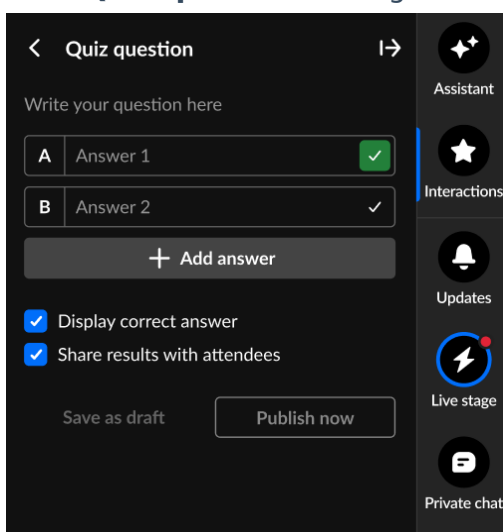 Quiz question
Assistant
Write your question here
A Answer 1
Interactions
B Answer 2
Add answer
Updates
Display correct answer
Share results with attendees
Live stage
Save as draft
Publish now
Private chat